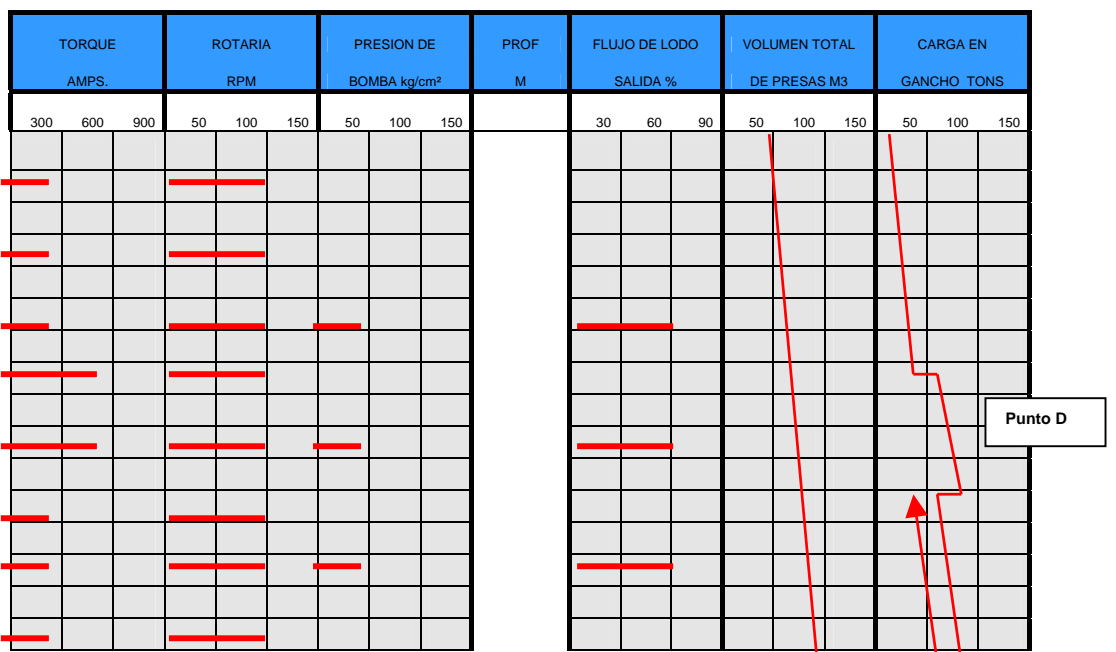 TORQUE ROTARIA PRESION DE PROF FLUJO DE LODO VOLUMEN TOTAL CARGA EN
AMPS. RPM BOMBA kg/cm² M SALIDA % DE PRESAS M3 GANCHO TONS
300 600 900 50 100 150 50 100 150 30 60 90 50 100 150 50 100 150
Punto D